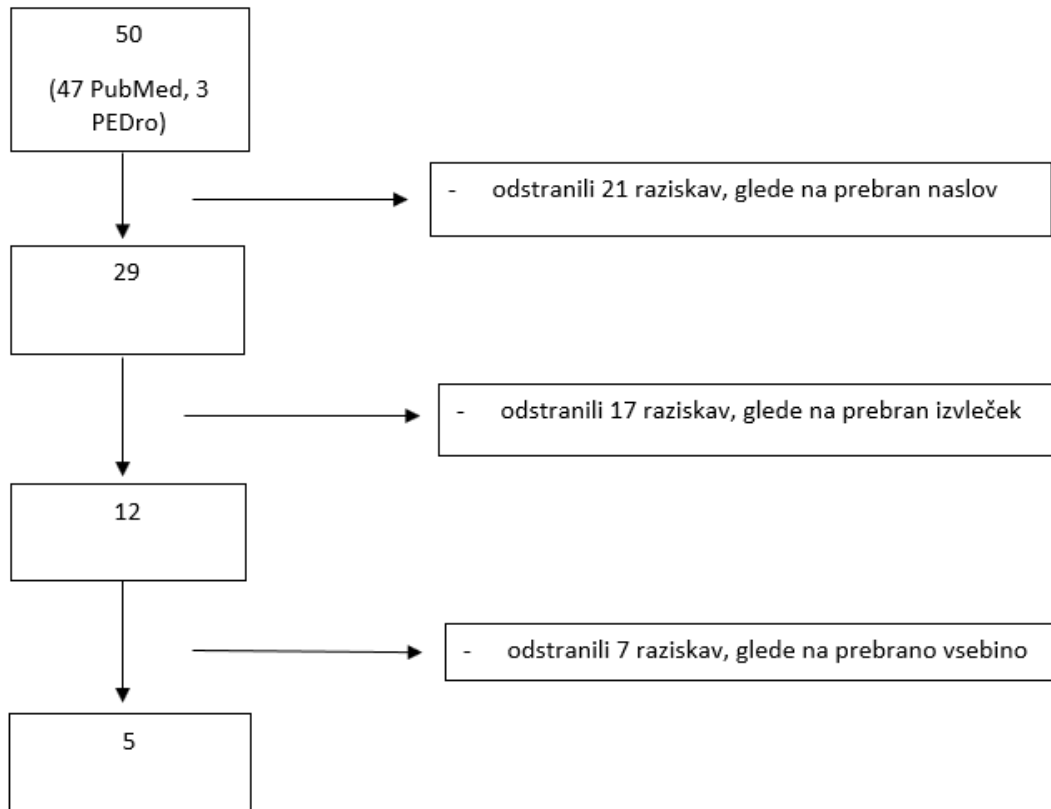 50
(47 PubMed, 3
PEDro)
- odstranili 21 raziskav, glede na prebran naslov
29
- odstranili 17 raziskav, glede na prebran izvleček
12
- odstranili 7 raziskav, glede na prebrano vsebino
5